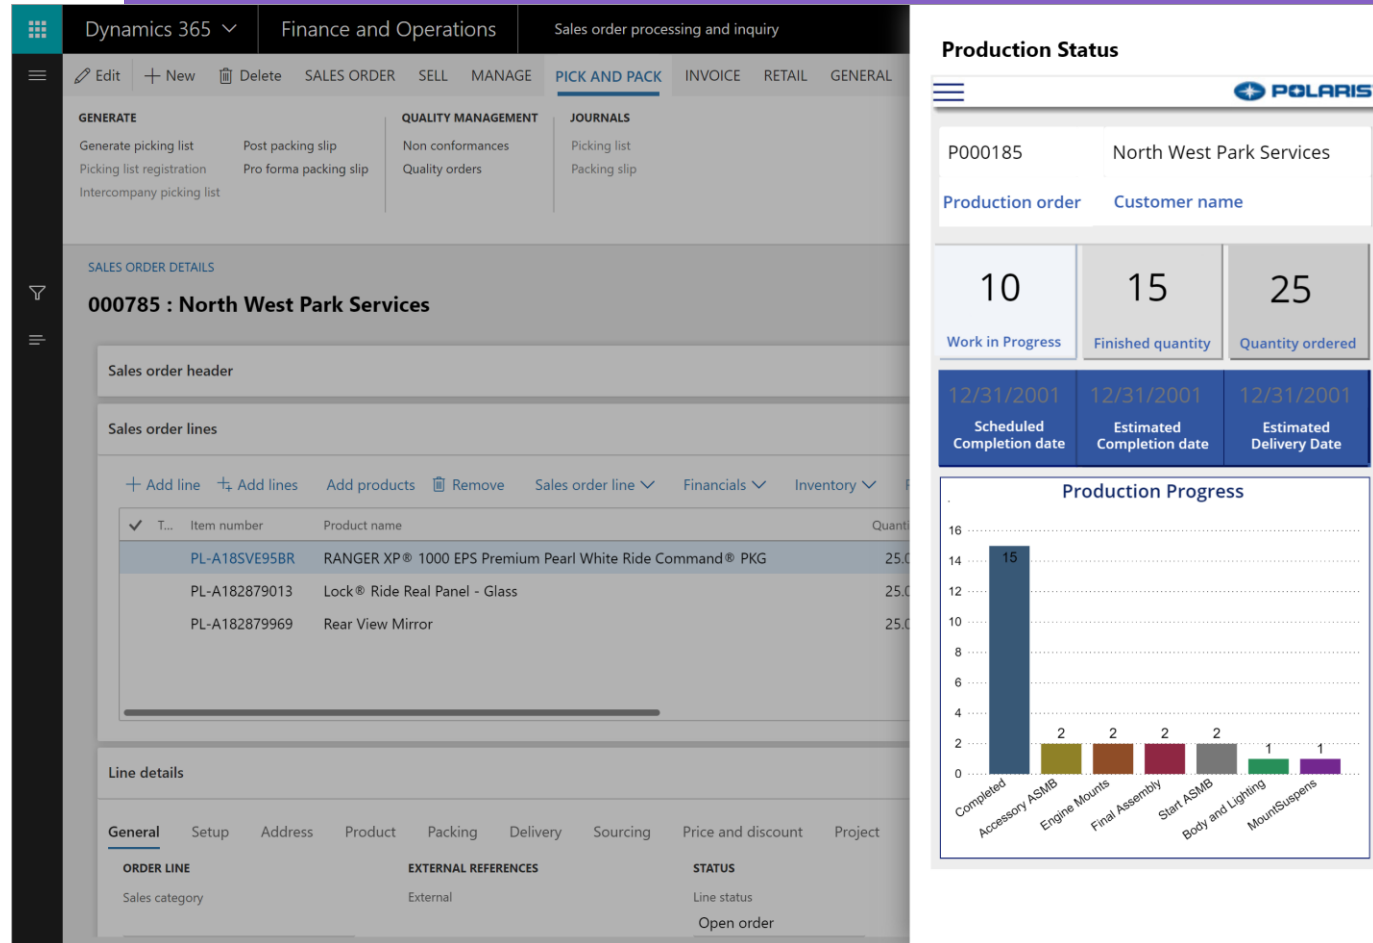 Dynamics 365
Finance and Operations
Sales order processing and inquiry
Edit
New
Delete
SALES ORDER
SELL
MANAGE
PICK AND PACK
INVOICE
RETAIL
GENERAL
GENERATE
Generate picking list
Post packing slip
Picking list registration
Pro forma packing slip
Intercompany picking list
QUALITY MANAGEMENT
Non conformances
Quality orders
JOURNALS
Picking list
Packing slip
SALES ORDER DETAILS
000785 : North West Park Services
Sales order header
Sales order lines
Add line
Add lines
Add products
Remove
Sales order line
Financials
Inventory
T... Item number Product name Quanti
PL-A18SVE95BR RANGER XP® 1000 EPS Premium Pearl White Ride Command® PKG 25.0
PL-A182879013 Lock® Ride Real Panel - Glass 25.0
PL-A182879969 Rear View Mirror 25.0
Line details
General
Setup
Address
Product
Packing
Delivery
Sourcing
Price and discount
Project
ORDER LINE
Sales category
EXTERNAL REFERENCES
External
STATUS
Line status
Open order
Production Status
POLARIS
P000185 North West Park Services
Production order Customer name
10 15 25
Work in Progress Finished quantity Quantity ordered
12/31/2001 12/31/2001 12/31/2001
Scheduled
Completion date
Estimated
Completion date
Estimated
Delivery Date
Production Progress
16
14
12
10
8
6
4
2
0
15
2
2
2
2
1
1
Completed
Accessory ASMB
Engine Mounts
Final Assembly
Start ASMB
Body and Lighting
MountSuspens